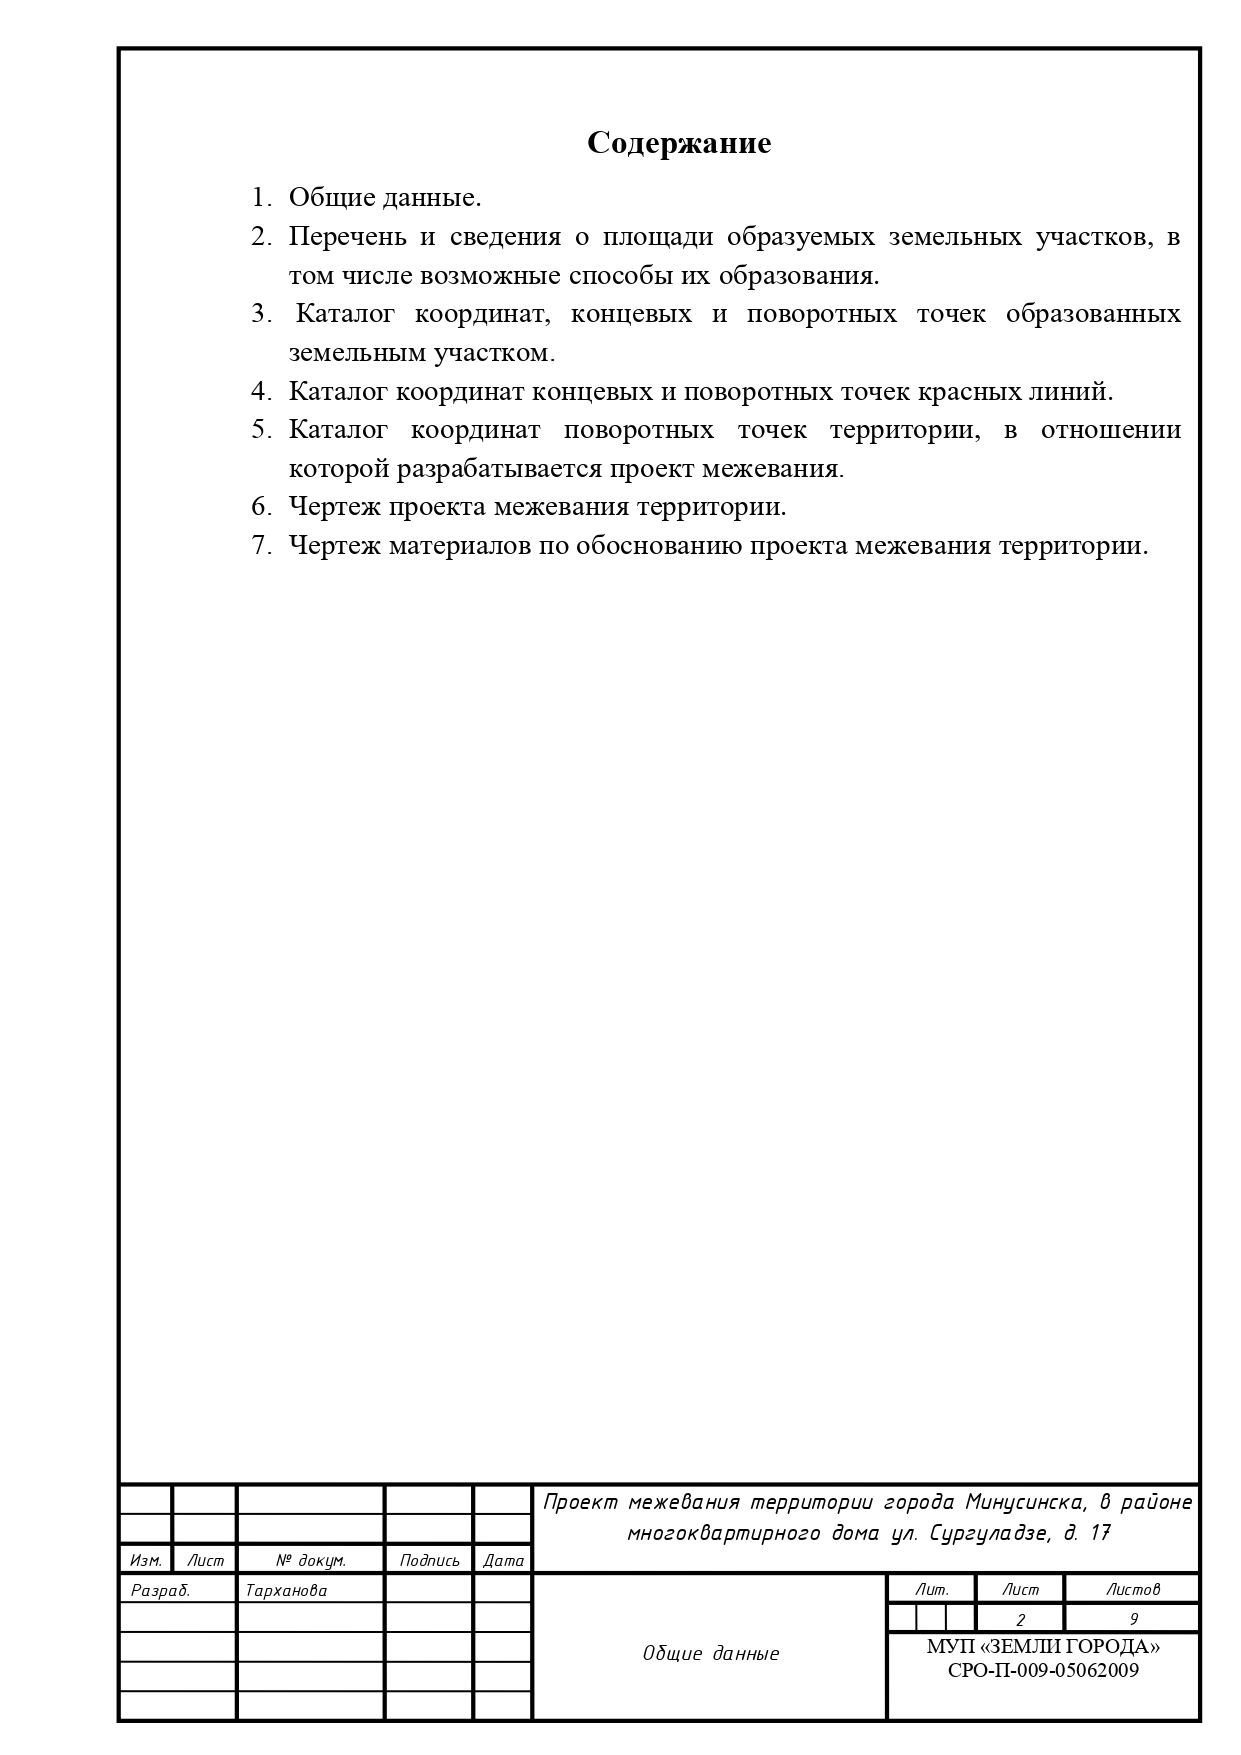 Содержание
1. Общие данные.
2. Перечень и сведения о площади образуемых земельных участков, в
том числе возможные способы их образования.
3. Каталог координат, концевых и поворотных точек образованных
земельным участком.
4. Каталог координат концевых и поворотных точек красных линий.
5. Каталог координат поворотных точек территории, в отношении
которой разрабатывается проект межевания.
6. Чертеж проекта межевания территории.
7. Чертеж материалов по обоснованию проекта межевания территории.
Проект межевания территории города Минусинска, в районе
многоквартирного дома ул. Сургуладзе, д. 17
Изм. Лист № докум. Подпись Дата
Разраб. Тарханова
Общие данные
Лит. Лист Листов
2 9
МУП «ЗЕМЛИ ГОРОДА»
СРО-П-009-05062009